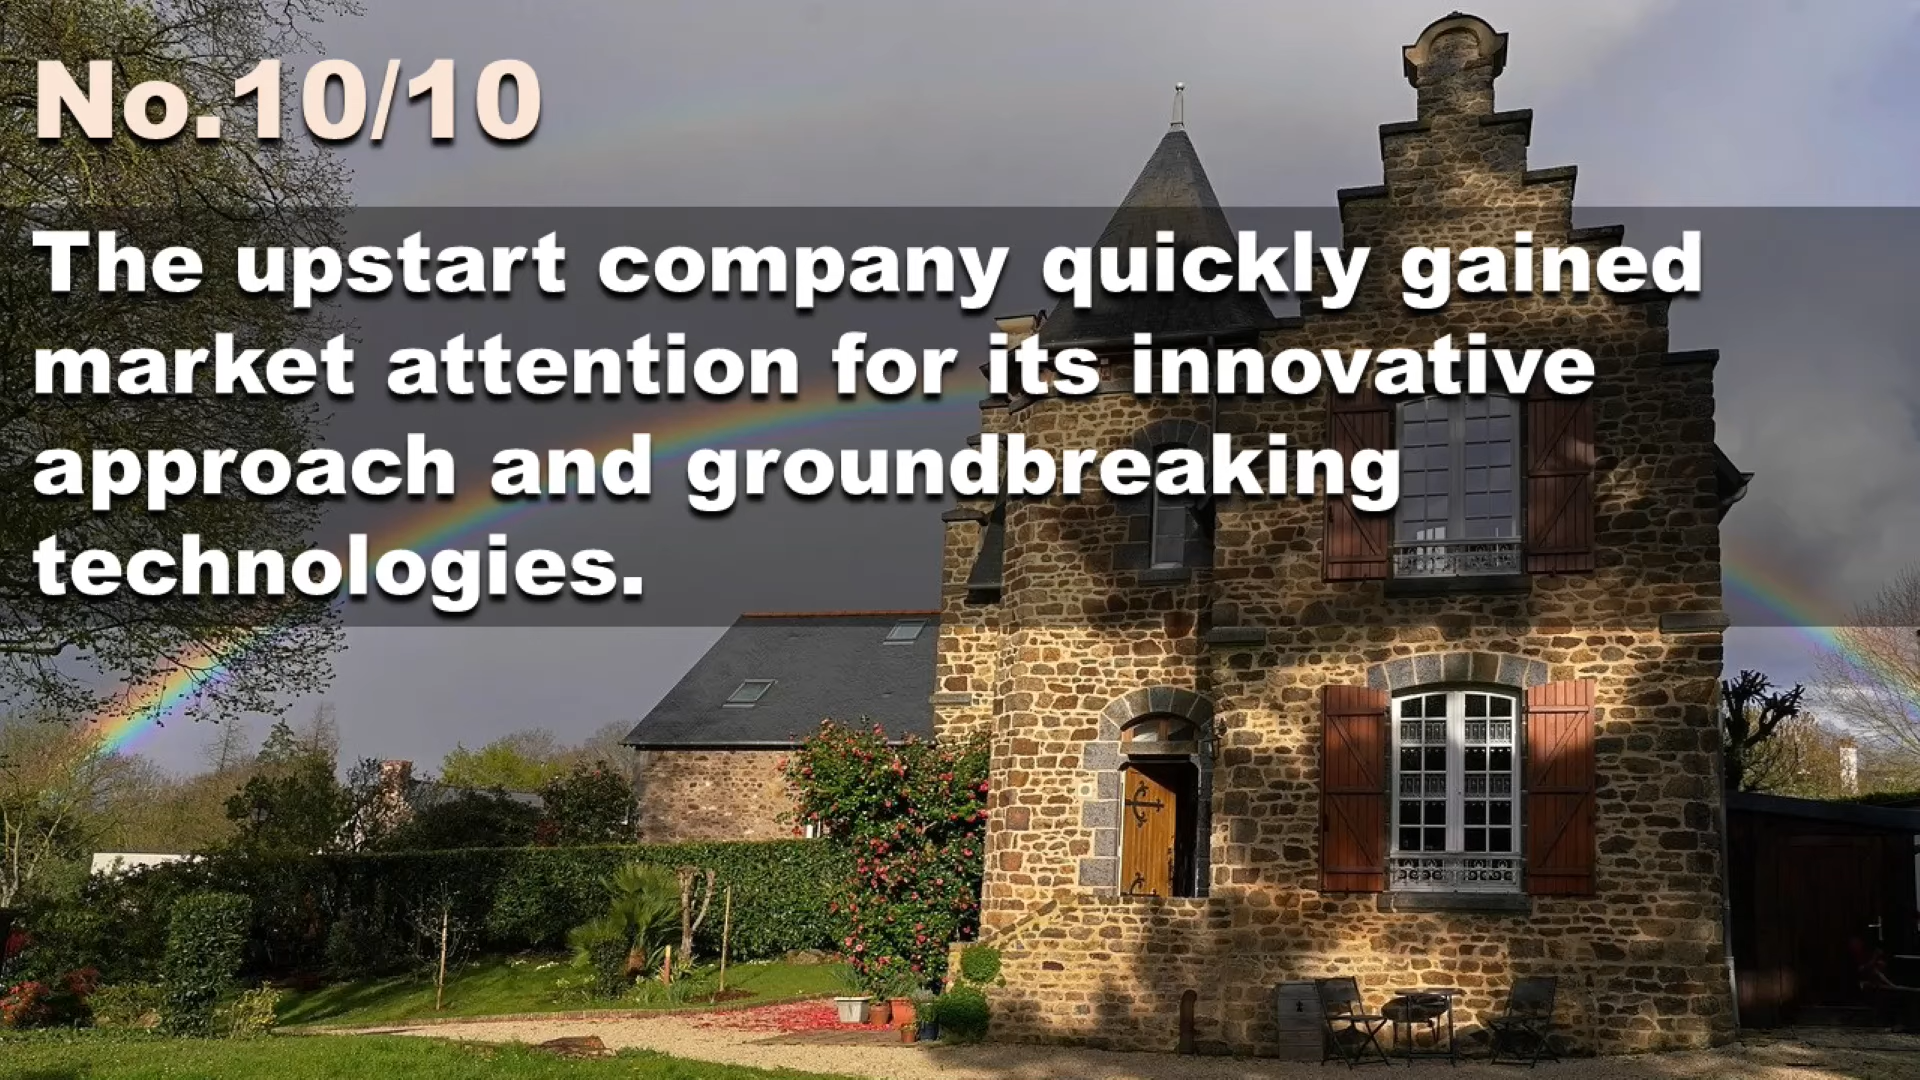 No.10/10
The upstart company quickly gained
market attention for its innovative
approach and groundbreaking
technologies.